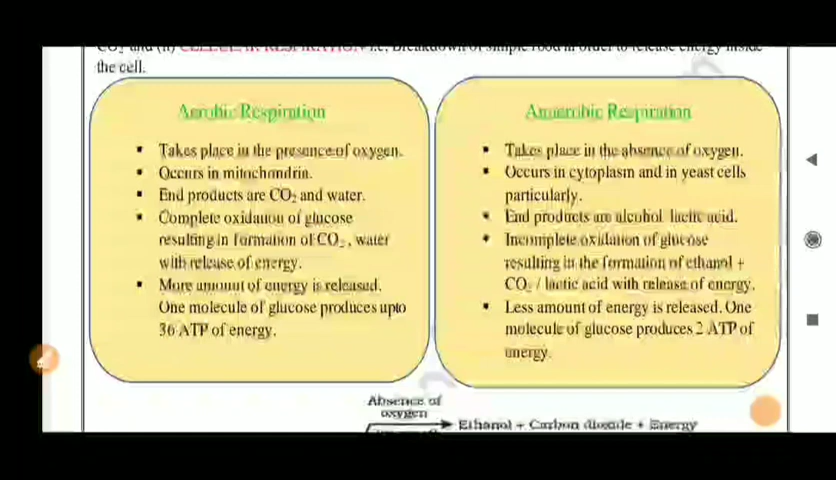 the cell.
Aerobic Respiration
▪ Takes place in the presence of oxygen.
▪ Occurs in mitochondria.
▪ End products are CO₂ and water.
▪ Complete oxidation of glucose
resulting in formation of CO₂ , water
with release of energy.
▪ More amount of energy is released.
One molecule of glucose produces upto
36 ATP of energy.
Anaerobic Respiration
▪ Takes place in the absence of oxygen.
▪ Occurs in cytoplasm and in yeast cells
particularly.
▪ End products are alcohol lactic acid.
▪ Incomplete oxidation of glucose
resulting in the formation of ethanol +
CO₂ / lactic acid with release of energy.
▪ Less amount of energy is released. One
molecule of glucose produces 2 ATP of
energy.
Absence of
oxygen
Ethanol + Carbon dioxide + Energy